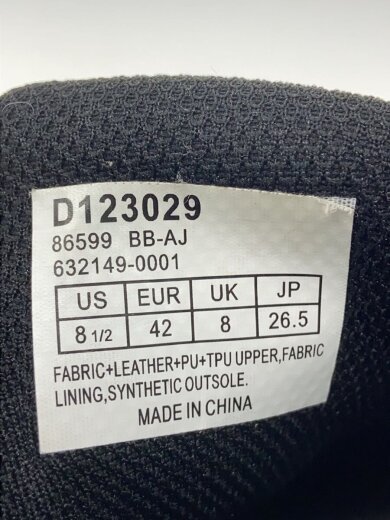 D123029
86599 BB-AJ
632149-0001
US EUR UK JP
8 1/2 42 8 26.5
FABRIC+LEATHER+PU+TPU UPPER,FABRIC
LINING,SYNTHETIC OUTSOLE.
MADE IN CHINA